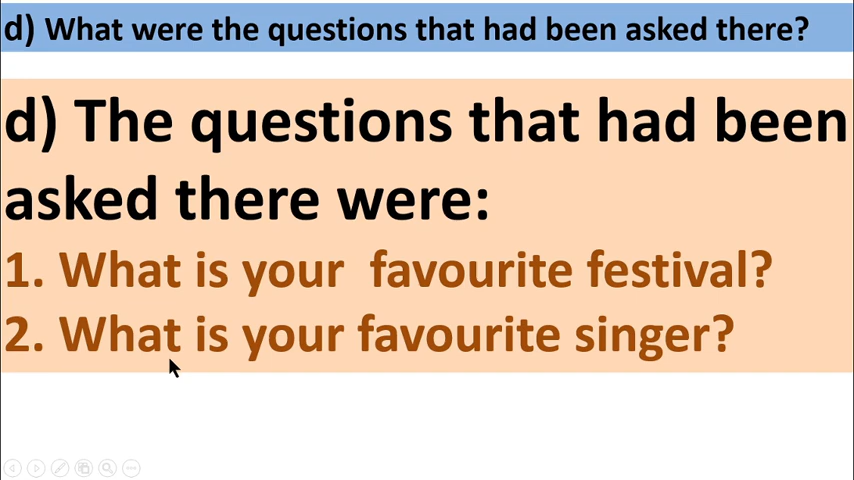 d) What were the questions that had been asked there?
d) The questions that had been
asked there were:
1. What is your  favourite festival?
2. What is your favourite singer?